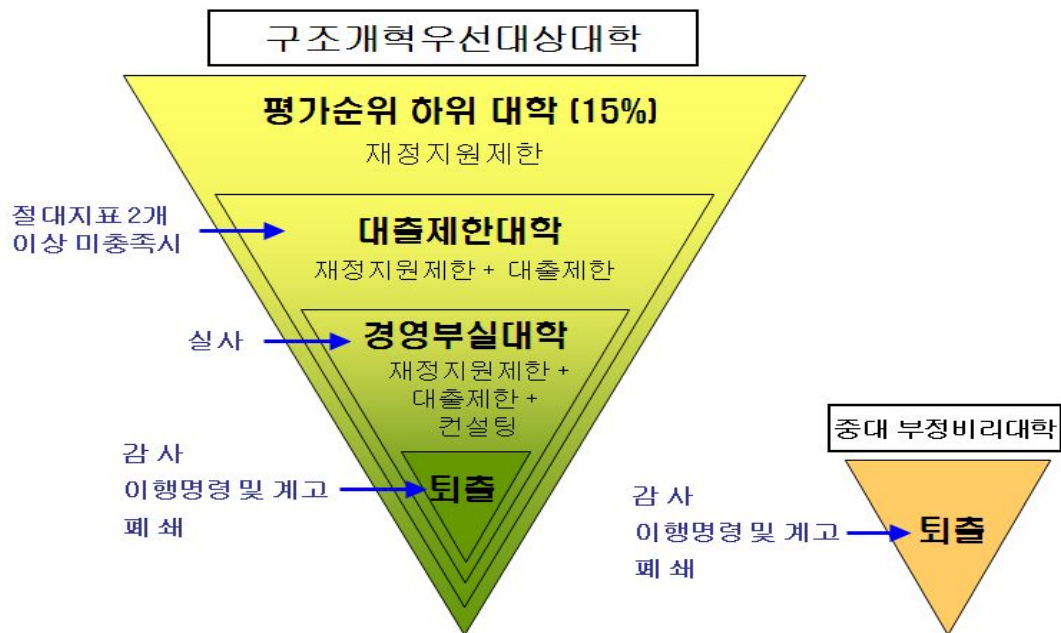 구조개혁우선대상대학
평가순위 하위 대학 (15%)
재정지원제한
절대지표 2개
이상 미충족시
대출제한대학
재정지원제한 + 대출제한
실사
경영부실대학
재정지원제한 +
대출제한 +
컨설팅
감 사
이행명령 및 계고
폐 쇄
퇴출
중대 부정비리대학
감 사
이행명령 및 계고
폐 쇄
퇴출